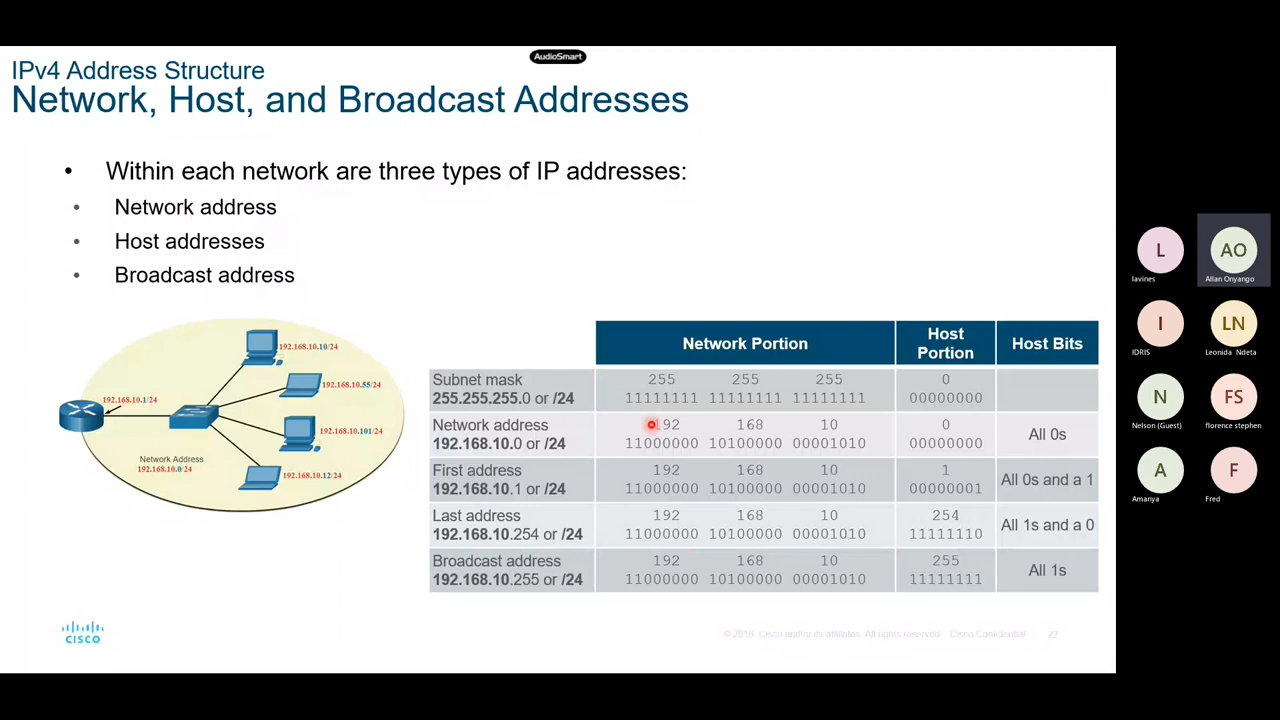 AudioSmart
IPv4 Address Structure
Network, Host, and Broadcast Addresses
• Within each network are three types of IP addresses:
• Network address
• Host addresses
• Broadcast address
192.168.10.10/24
192.168.10.55/24
192.168.10.1/24
192.168.10.101/24
Network Address
192.168.10.0/24
192.168.10.12/24
Network Portion Host Portion Host Bits
Subnet mask 255 255 255 0
255.255.255.0 or /24 11111111 11111111 11111111 00000000
Network address 192 168 10 0
192.168.10.0 or /24 11000000 10100000 00001010 00000000 All 0s
First address 192 168 10 1
192.168.10.1 or /24 11000000 10100000 00001010 00000001 All 0s and a 1
Last address 192 168 10 254
192.168.10.254 or /24 11000000 10100000 00001010 11111110 All 1s and a 0
Broadcast address 192 168 10 255
192.168.10.255 or /24 11000000 10100000 00001010 11111111 All 1s
CISCO
© 2016 Cisco and/or its affiliates. All rights reserved. Cisco Confidential 22
L AO
lavines Allan Onyango
I LN
IDRIS Leonida Ndeta
N FS
Nelson (Guest) florence stephen
A F
Amanya Fred